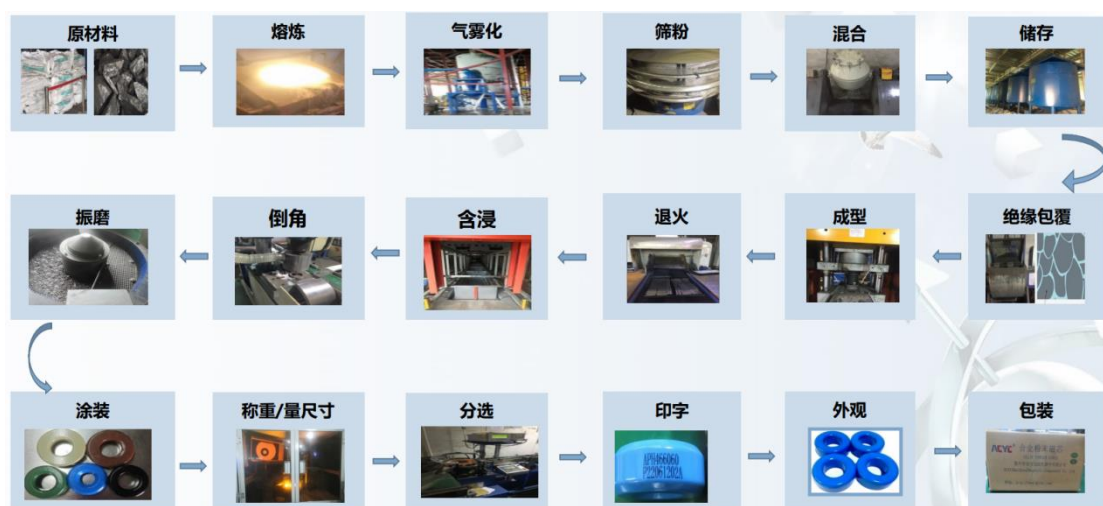 原材料
熔炼
气雾化
筛粉
混合
储存
振磨
倒角
含浸
退火
成型
绝缘包覆
涂装
称重/量尺寸
分选
印字
外观
包装
APH46P060
P22061202A